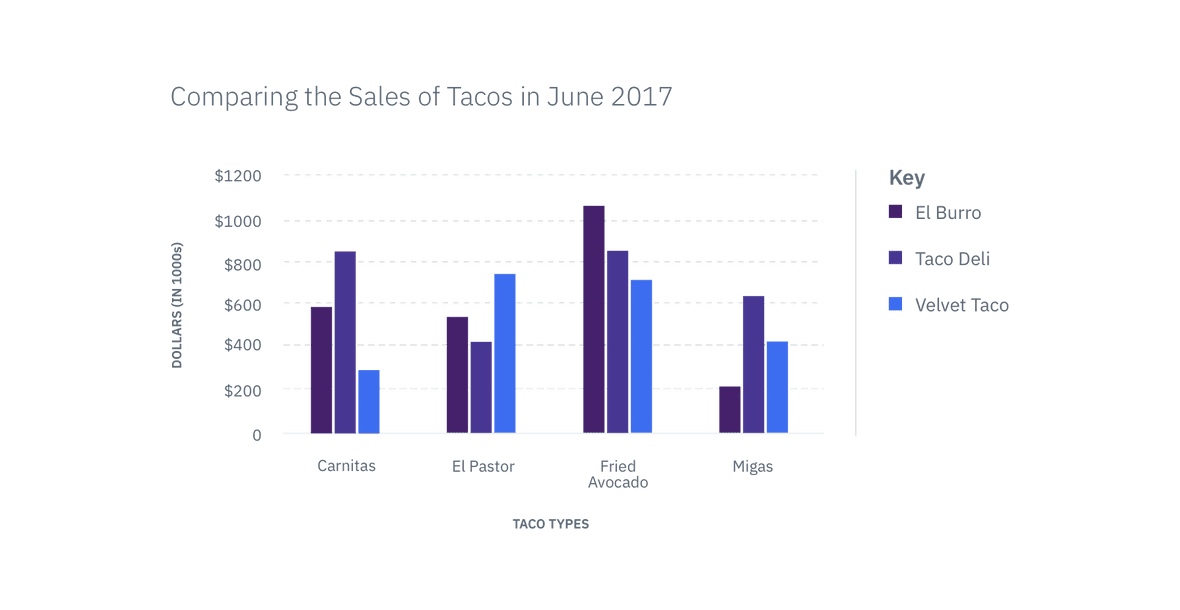 Comparing the Sales of Tacos in June 2017
$1200
$1000
$800
$600
$400
$200
0
DOLLARS (IN 1000s)
Carnitas
El Pastor
Fried
Avocado
Migas
TACO TYPES
Key
El Burro
Taco Deli
Velvet Taco